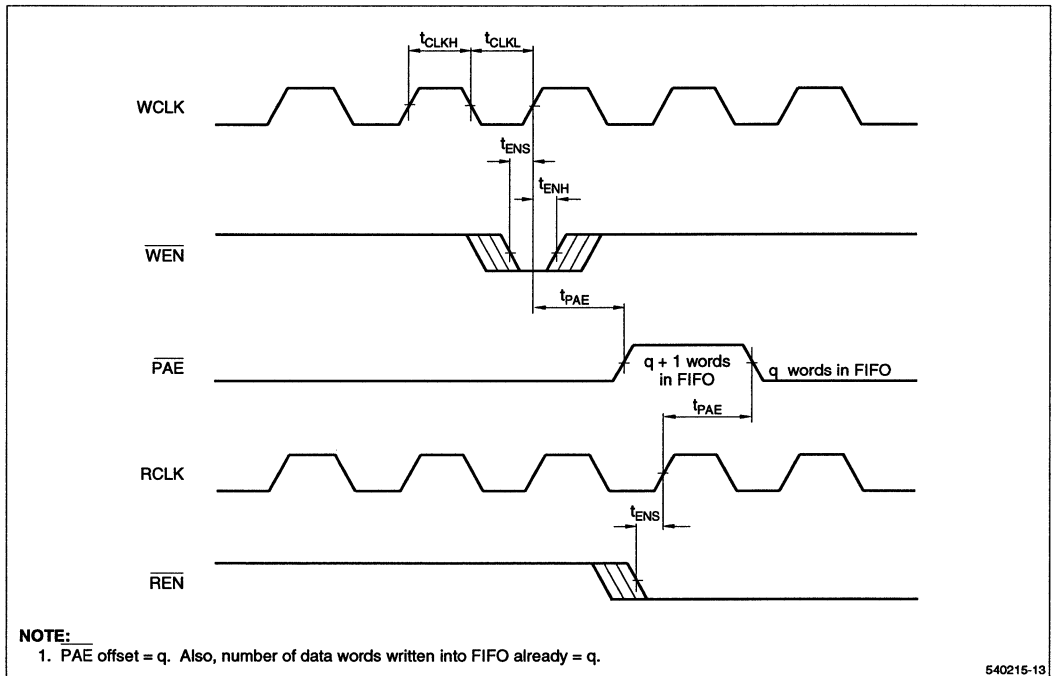 tCLKH tCLKL
WCLK
tENS
tENH
WEN
tPAE
PAE
q + 1 words
in FIFO
q words in FIFO
tPAE
RCLK
tENS
REN
NOTE:
1. PAE offset = q. Also, number of data words written into FIFO already = q.
540215-13